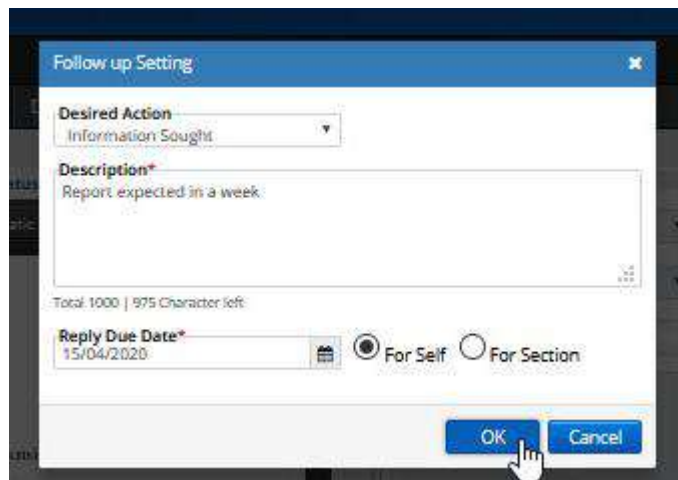 Follow up Setting
Desired Action
Information Sought
Description*
Report expected in a week
Total 1000 | 975 Character left
Reply Due Date*
15/04/2020
For Self
For Section
OK
Cancel